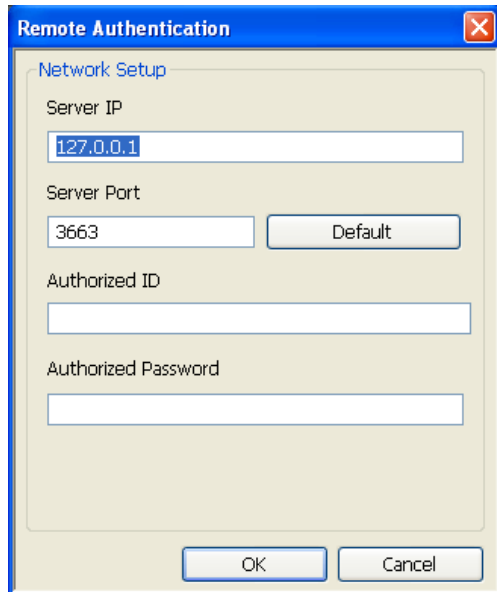 Remote Authentication
Network Setup
Server IP
127.0.0.1
Server Port
3663 Default
Authorized ID
Authorized Password
OK Cancel